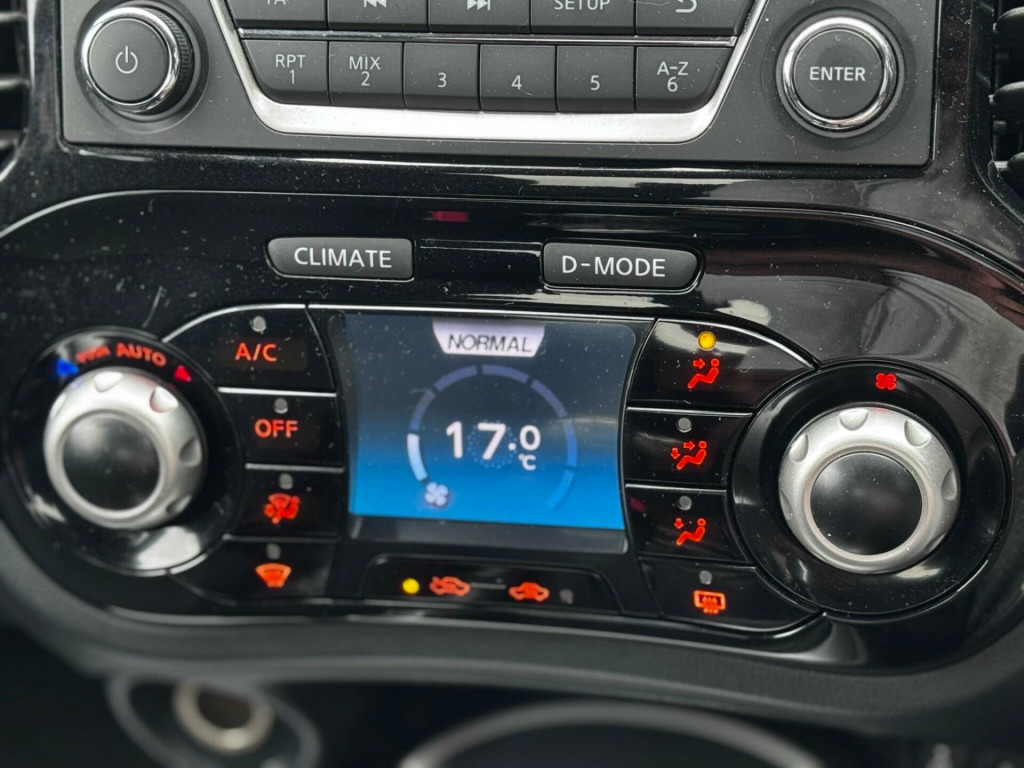 SETUP
RPT
1
MIX
2
3
4
5
A-Z
6
ENTER
CLIMATE
D-MODE
AUTO
A/C
OFF
NORMAL
17.0
°C